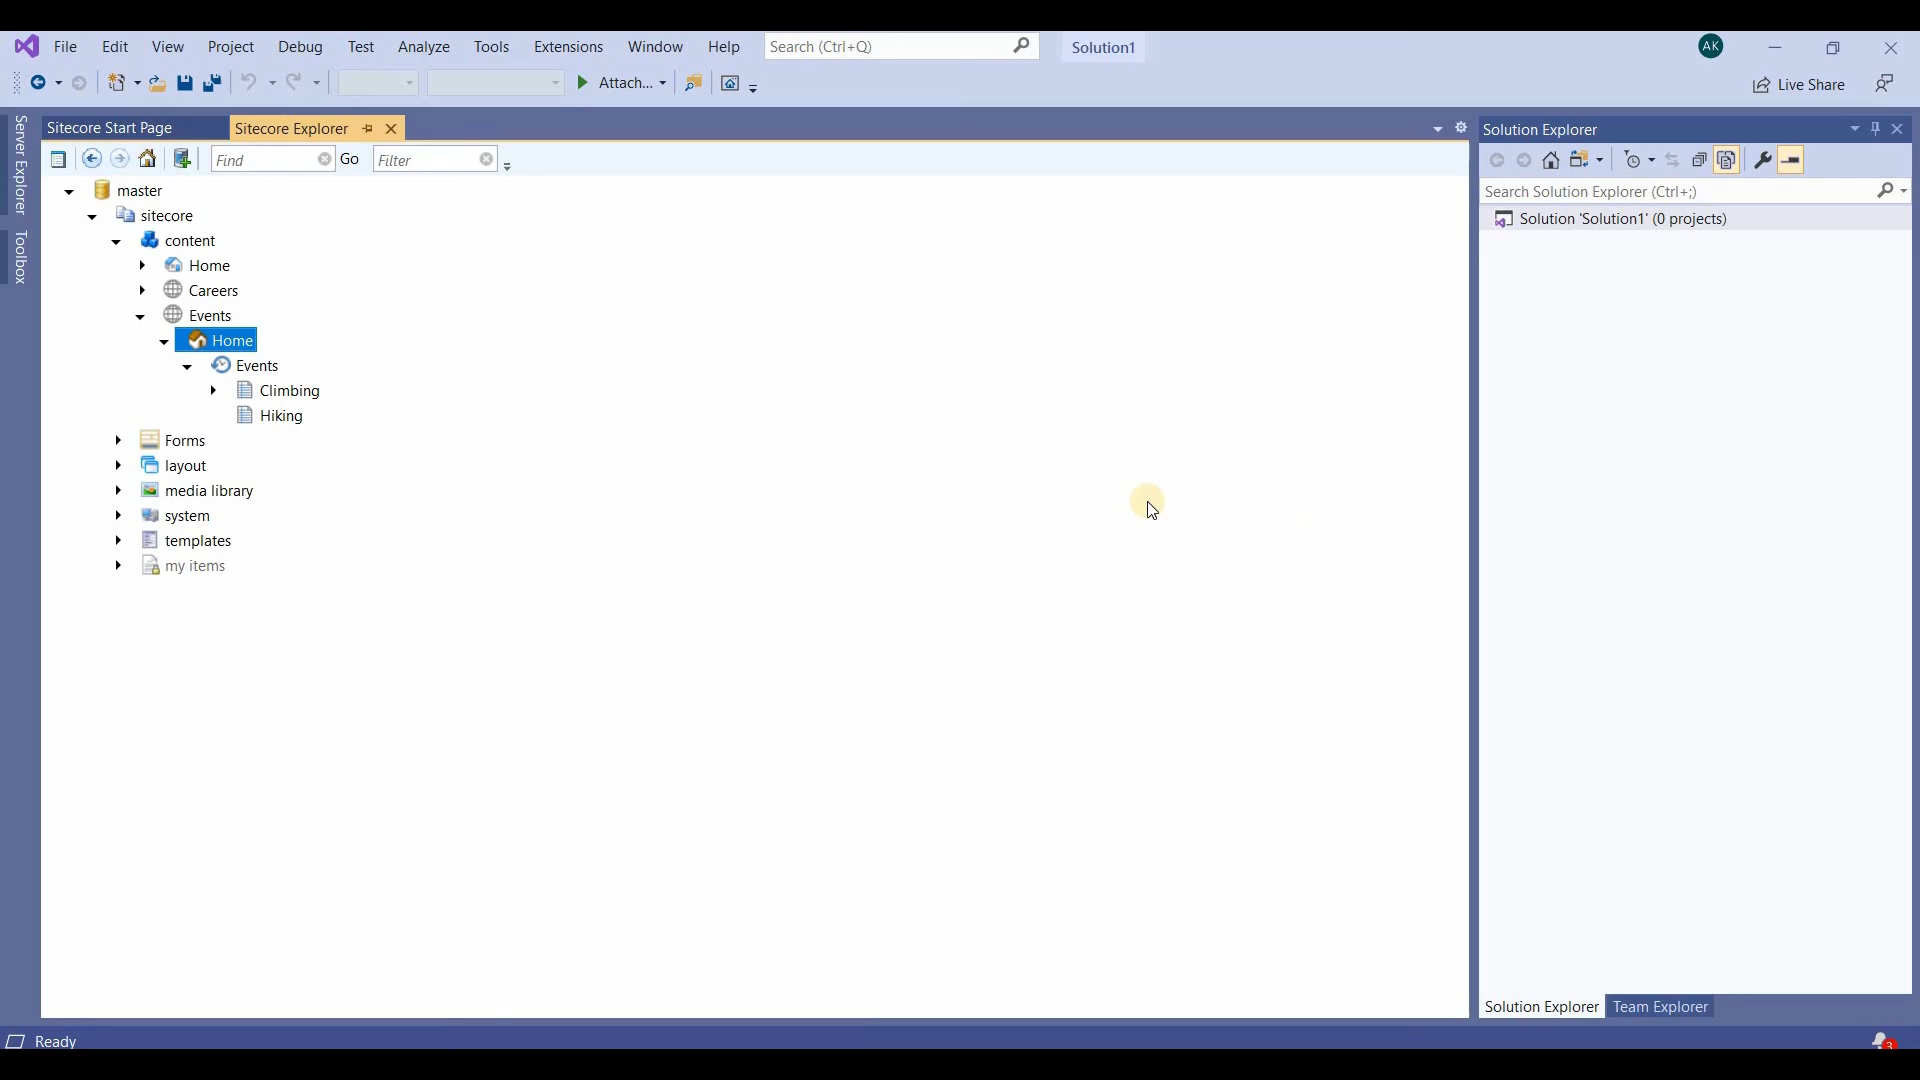 File Edit View Project Debug Test Analyze Tools Extensions Window Help Search (Ctrl+Q) Solution1 AK
Attach... Live Share
Server Explorer
Toolbox
Sitecore Start Page Sitecore Explorer
Find Go Filter
master
sitecore
content
Home
Careers
Events
Home
Events
Climbing
Hiking
Forms
layout
media library
system
templates
my items
Solution Explorer
Search Solution Explorer (Ctrl+;)
Solution 'Solution1' (0 projects)
Solution Explorer Team Explorer
Ready 3